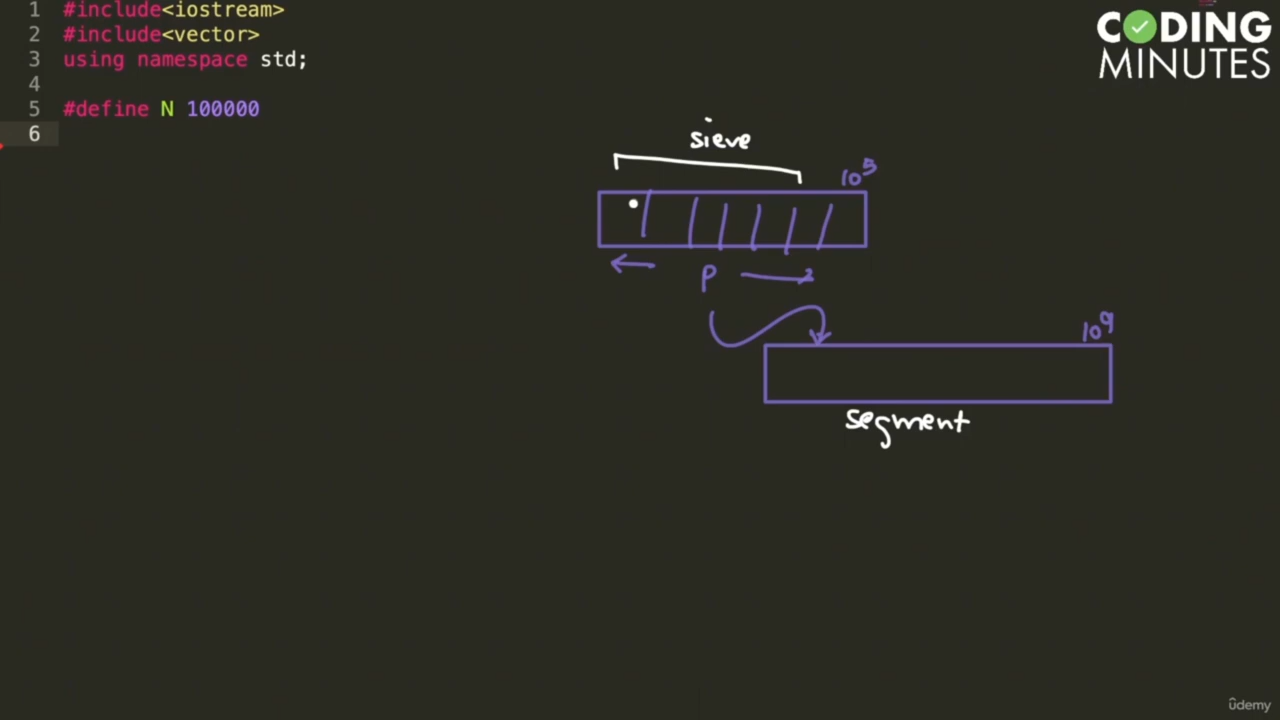 1 #include<iostream>
2 #include<vector>
3 using namespace std;
4
5 #define N 100000
6
CODING
MINUTES
sieve
10^5
p
10^9
segment
ûdemy